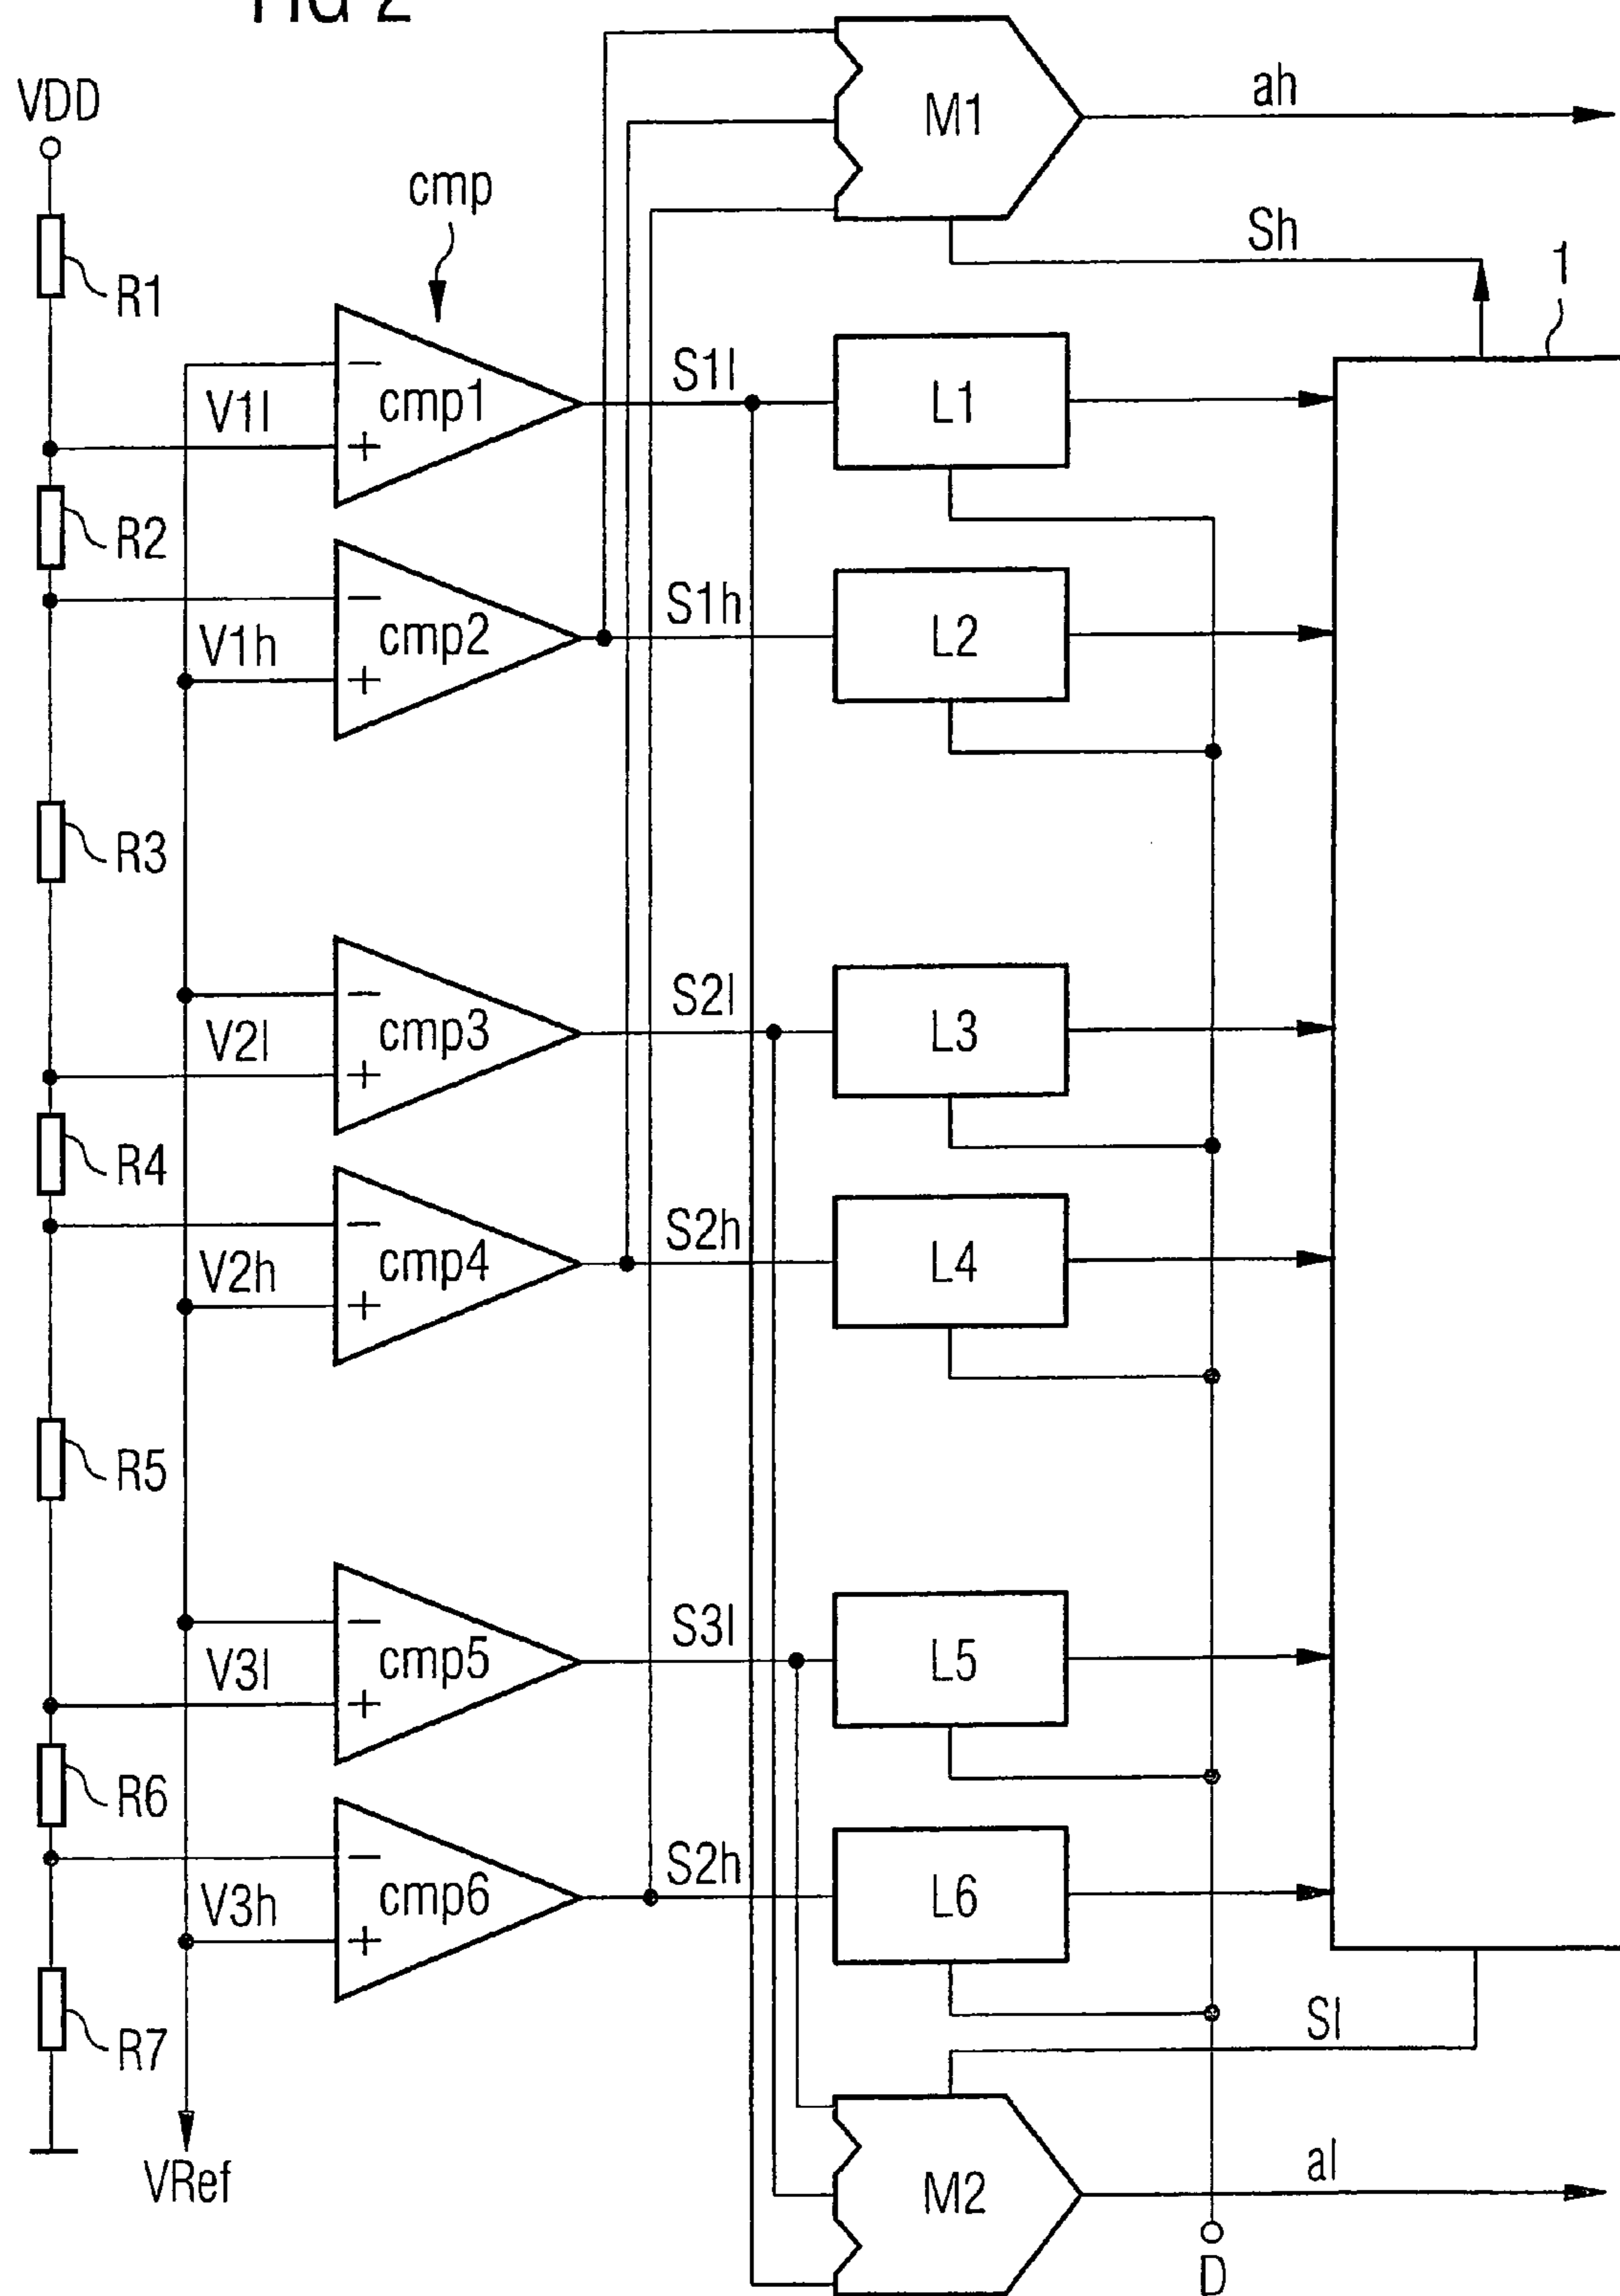 FIG 2
VDD
M1
ah
cmp
Sh
1
R1
cmp1
V1l
S1l
L1
R2
cmp2
V1h
S1h
L2
R3
cmp3
V2l
S2l
L3
R4
cmp4
V2h
S2h
L4
R5
cmp5
V3l
S3l
L5
R6
cmp6
V3h
S2h
L6
R7
Sl
VRef
M2
al
D